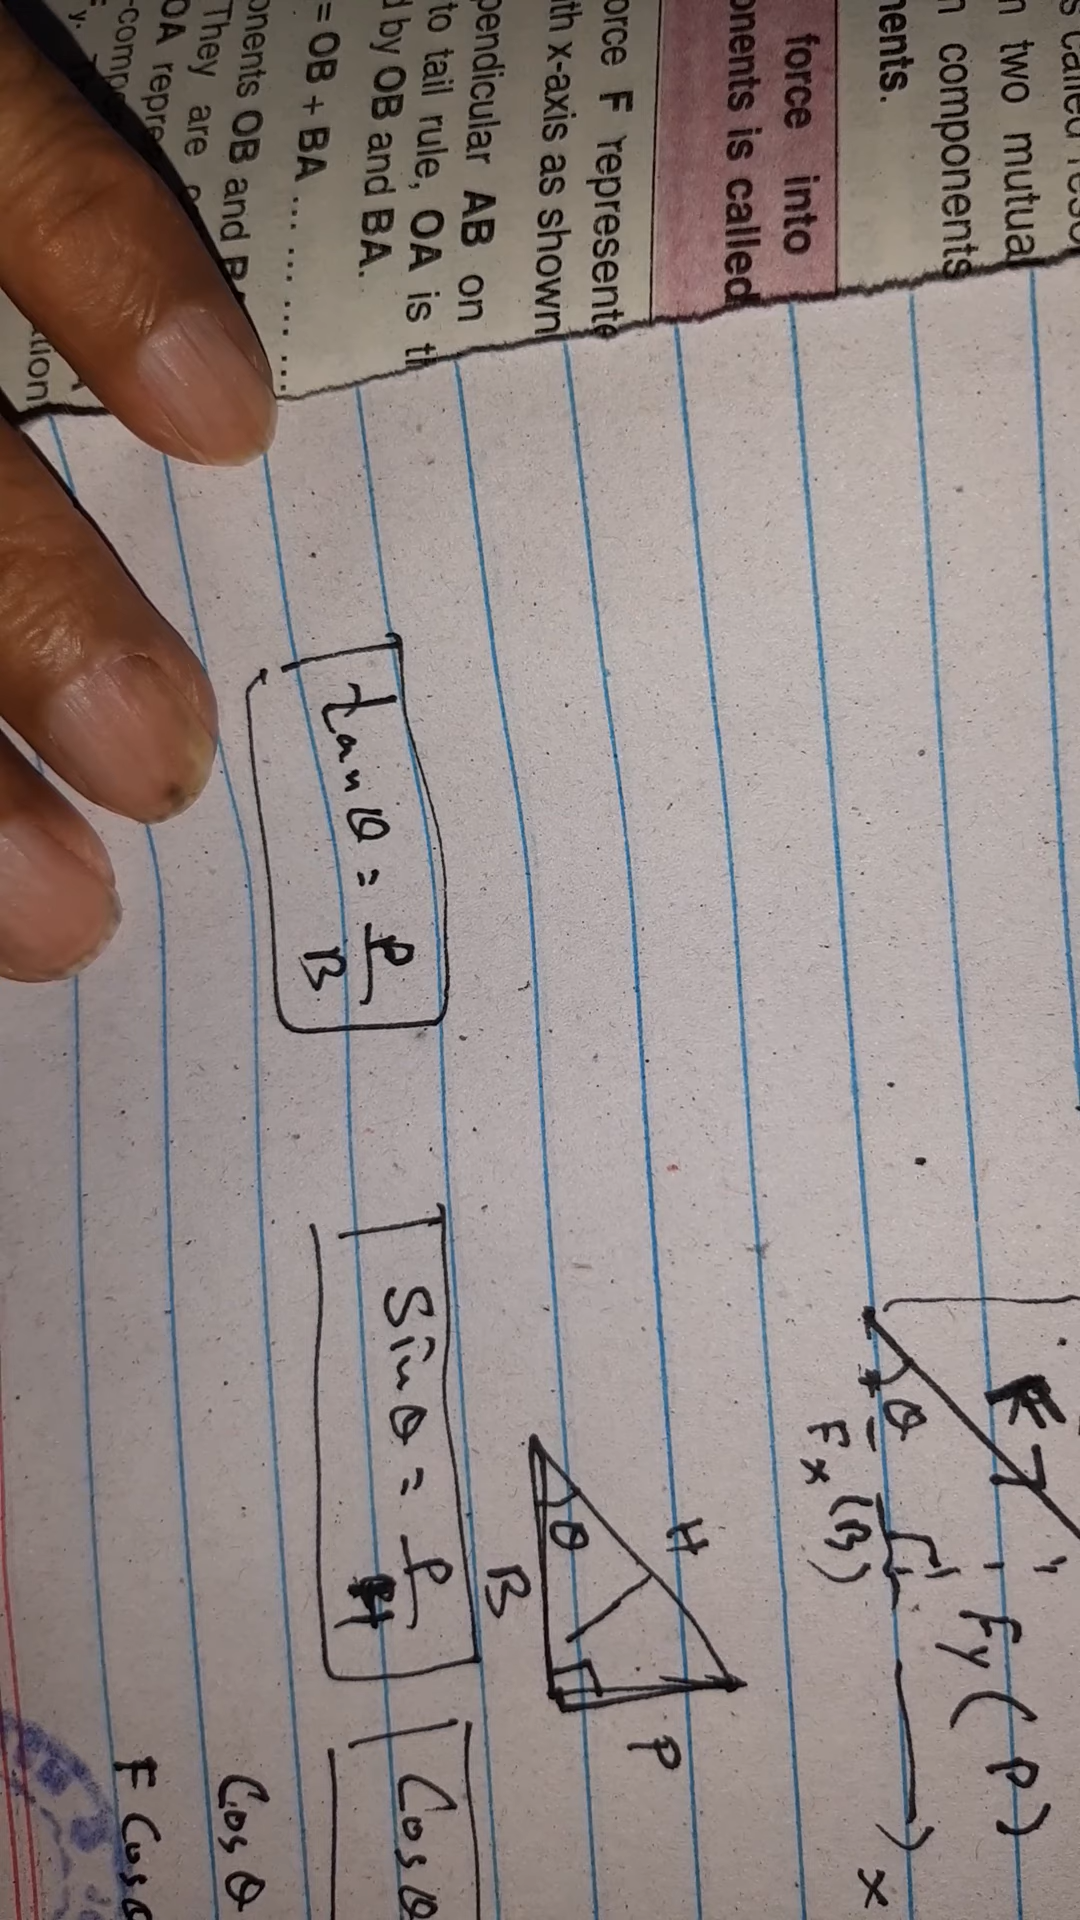 n two mutual
n components
nents.
force into
onents is called
orce F represente
th x-axis as shown
pendicular AB on
to tail rule, OA is th
d by OB and BA.
= OB + BA ... ... ... ...
onents OB and
They are
OA repre
tion
F
θ
Fx (B)
Fy (P)
x
H
θ
B
P
tan θ = P
B
Sin θ = P
H
Cos θ
Cos θ
F Cos θ